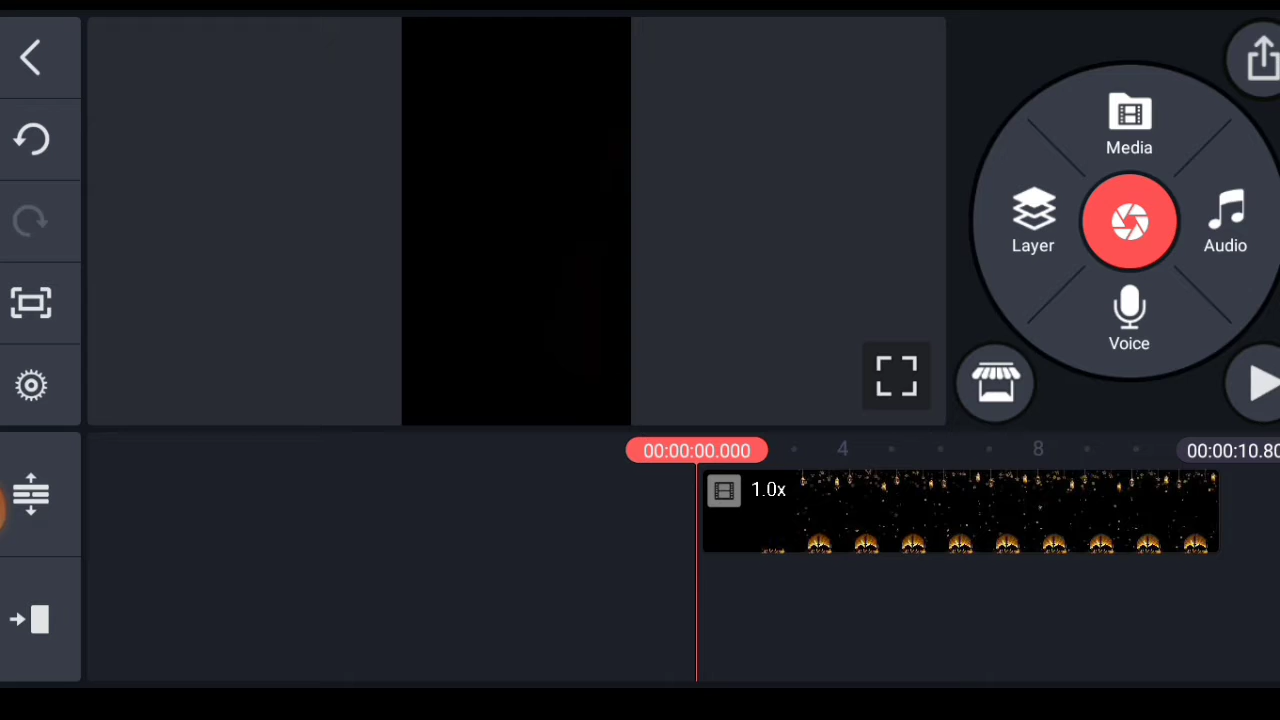 Media
Layer
Audio
Voice
00:00:00.000
4
8
00:00:10.80
1.0x